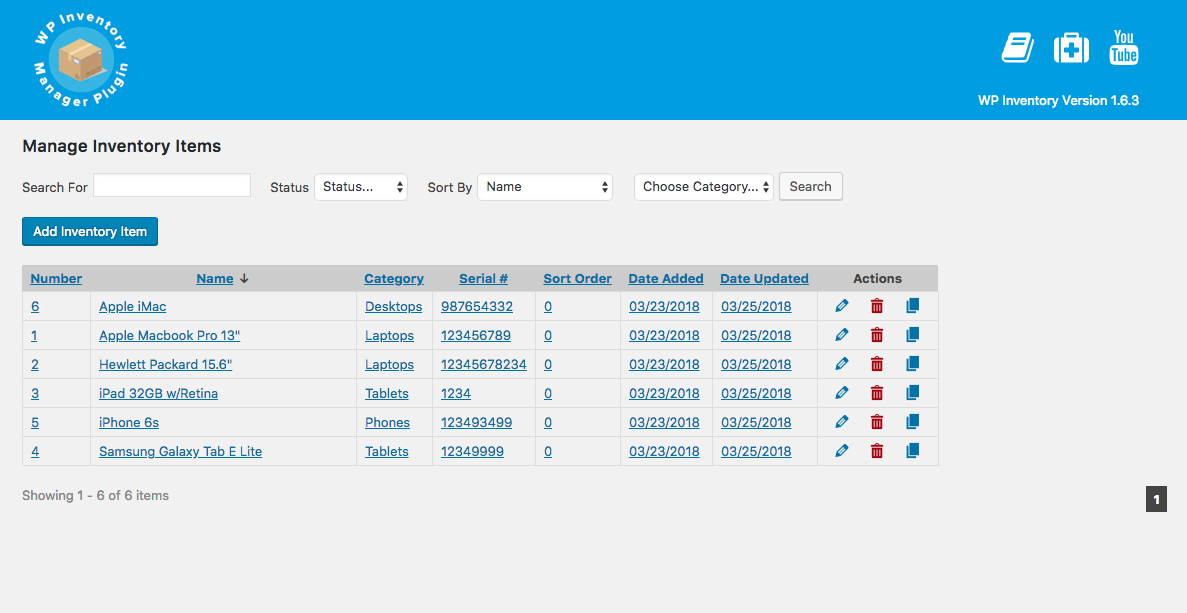 WP Inventory
Manager Plugin
You
Tube
WP Inventory Version 1.6.3
Manage Inventory Items
Search For Status Status... Sort By Name Choose Category... Search
Add Inventory Item
Number Name Category Serial # Sort Order Date Added Date Updated Actions
6 Apple iMac Desktops 987654332 0 03/23/2018 03/25/2018
1 Apple Macbook Pro 13" Laptops 123456789 0 03/23/2018 03/25/2018
2 Hewlett Packard 15.6" Laptops 12345678234 0 03/23/2018 03/25/2018
3 iPad 32GB w/Retina Tablets 1234 0 03/23/2018 03/25/2018
5 iPhone 6s Phones 123493499 0 03/23/2018 03/25/2018
4 Samsung Galaxy Tab E Lite Tablets 12349999 0 03/23/2018 03/25/2018
Showing 1 - 6 of 6 items
1